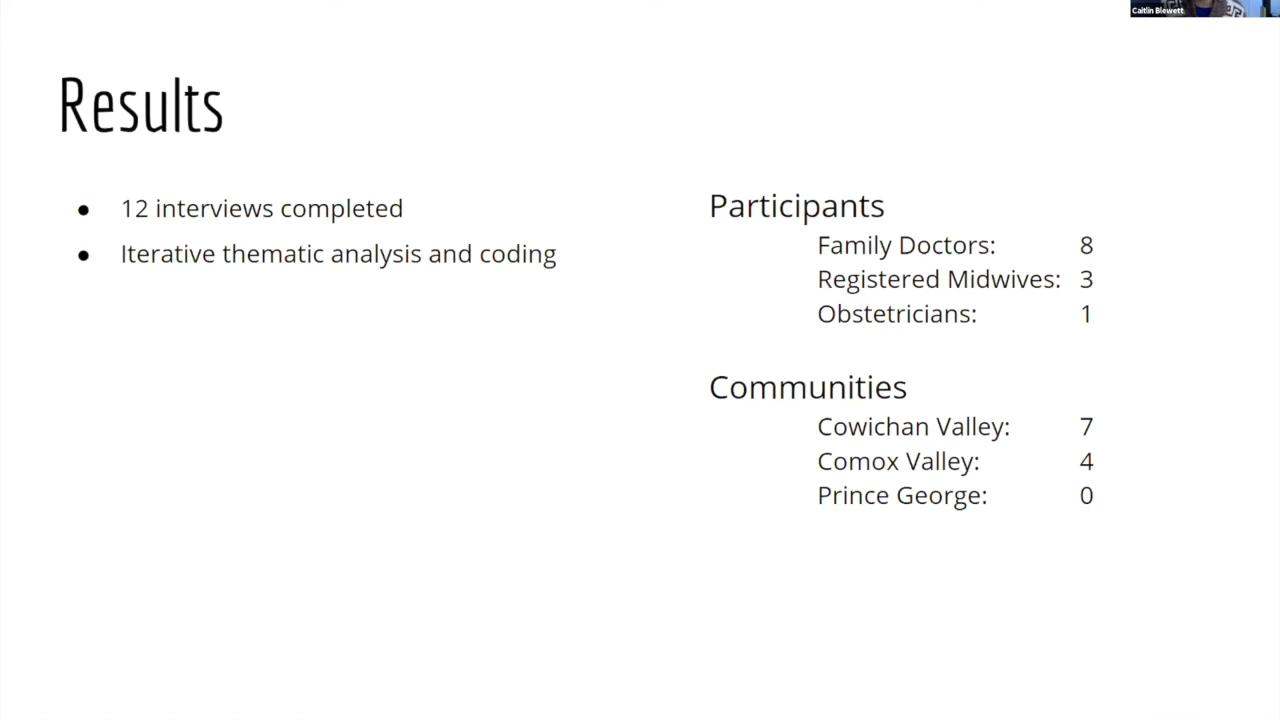 Caitlin Blewett
Results
● 12 interviews completed
● Iterative thematic analysis and coding
Participants
Family Doctors: 8
Registered Midwives: 3
Obstetricians: 1
Communities
Cowichan Valley: 7
Comox Valley: 4
Prince George: 0